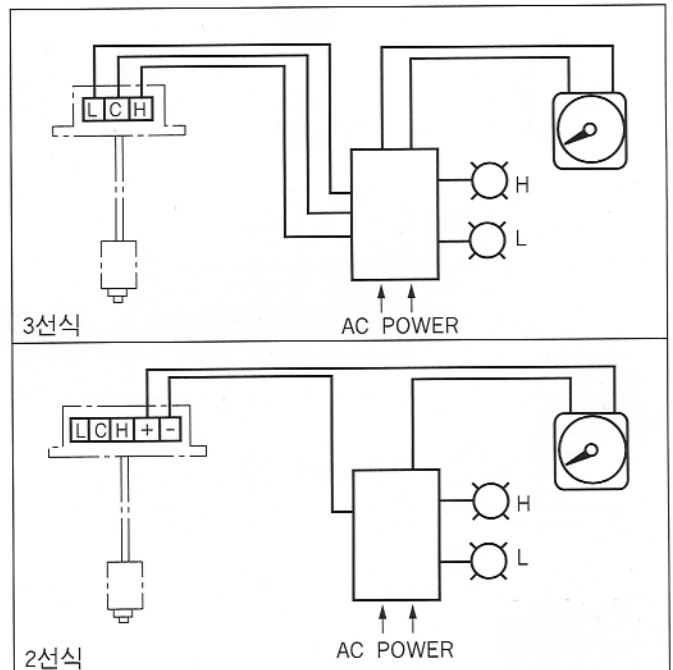 L C H
H
L
AC POWER
3선식
L C H + -
H
L
AC POWER
2선식